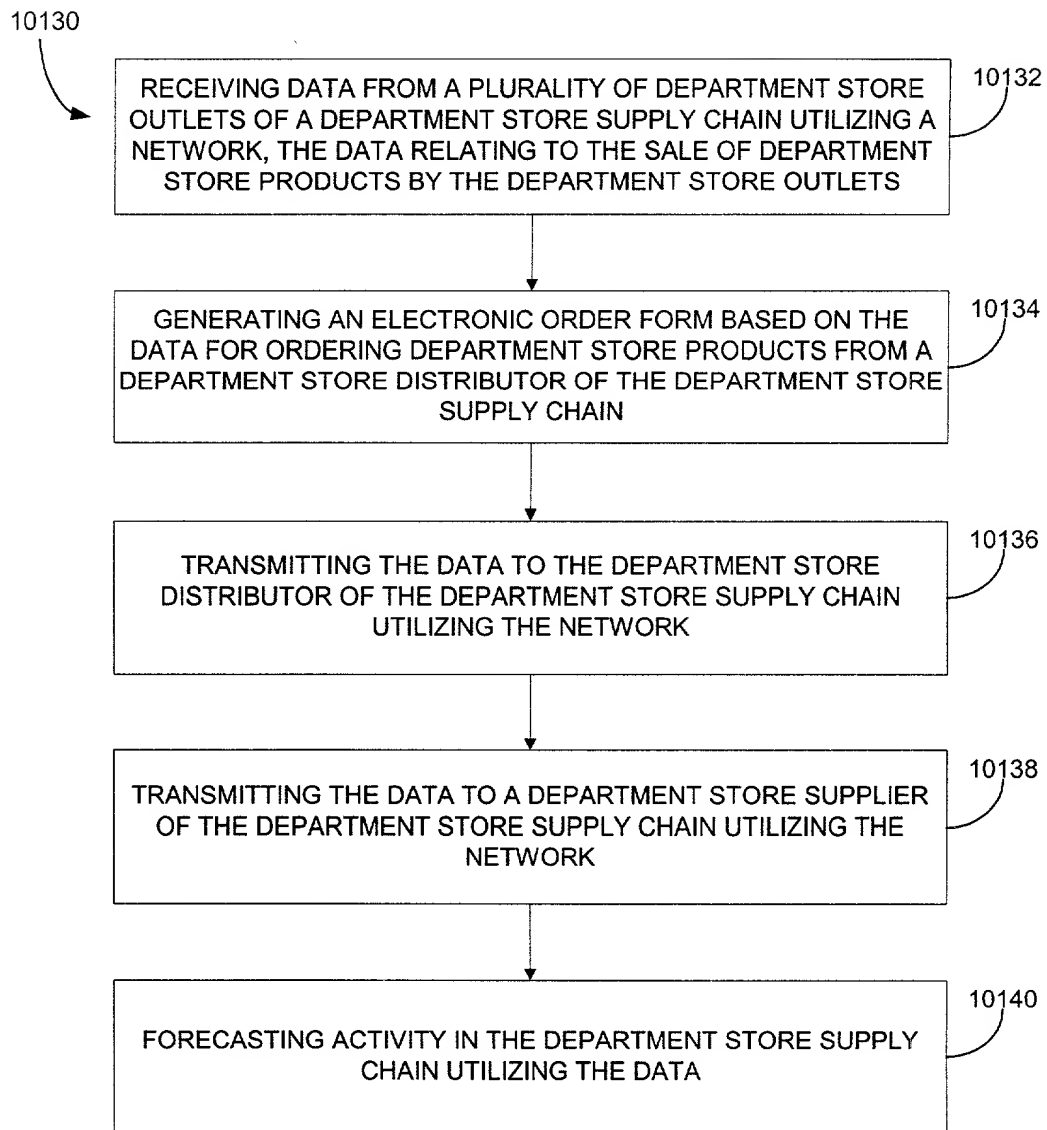 10130
10132
RECEIVING DATA FROM A PLURALITY OF DEPARTMENT STORE
OUTLETS OF A DEPARTMENT STORE SUPPLY CHAIN UTILIZING A
NETWORK, THE DATA RELATING TO THE SALE OF DEPARTMENT
STORE PRODUCTS BY THE DEPARTMENT STORE OUTLETS
10134
GENERATING AN ELECTRONIC ORDER FORM BASED ON THE
DATA FOR ORDERING DEPARTMENT STORE PRODUCTS FROM A
DEPARTMENT STORE DISTRIBUTOR OF THE DEPARTMENT STORE
SUPPLY CHAIN
10136
TRANSMITTING THE DATA TO THE DEPARTMENT STORE
DISTRIBUTOR OF THE DEPARTMENT STORE SUPPLY CHAIN
UTILIZING THE NETWORK
10138
TRANSMITTING THE DATA TO A DEPARTMENT STORE SUPPLIER
OF THE DEPARTMENT STORE SUPPLY CHAIN UTILIZING THE
NETWORK
10140
FORECASTING ACTIVITY IN THE DEPARTMENT STORE SUPPLY
CHAIN UTILIZING THE DATA